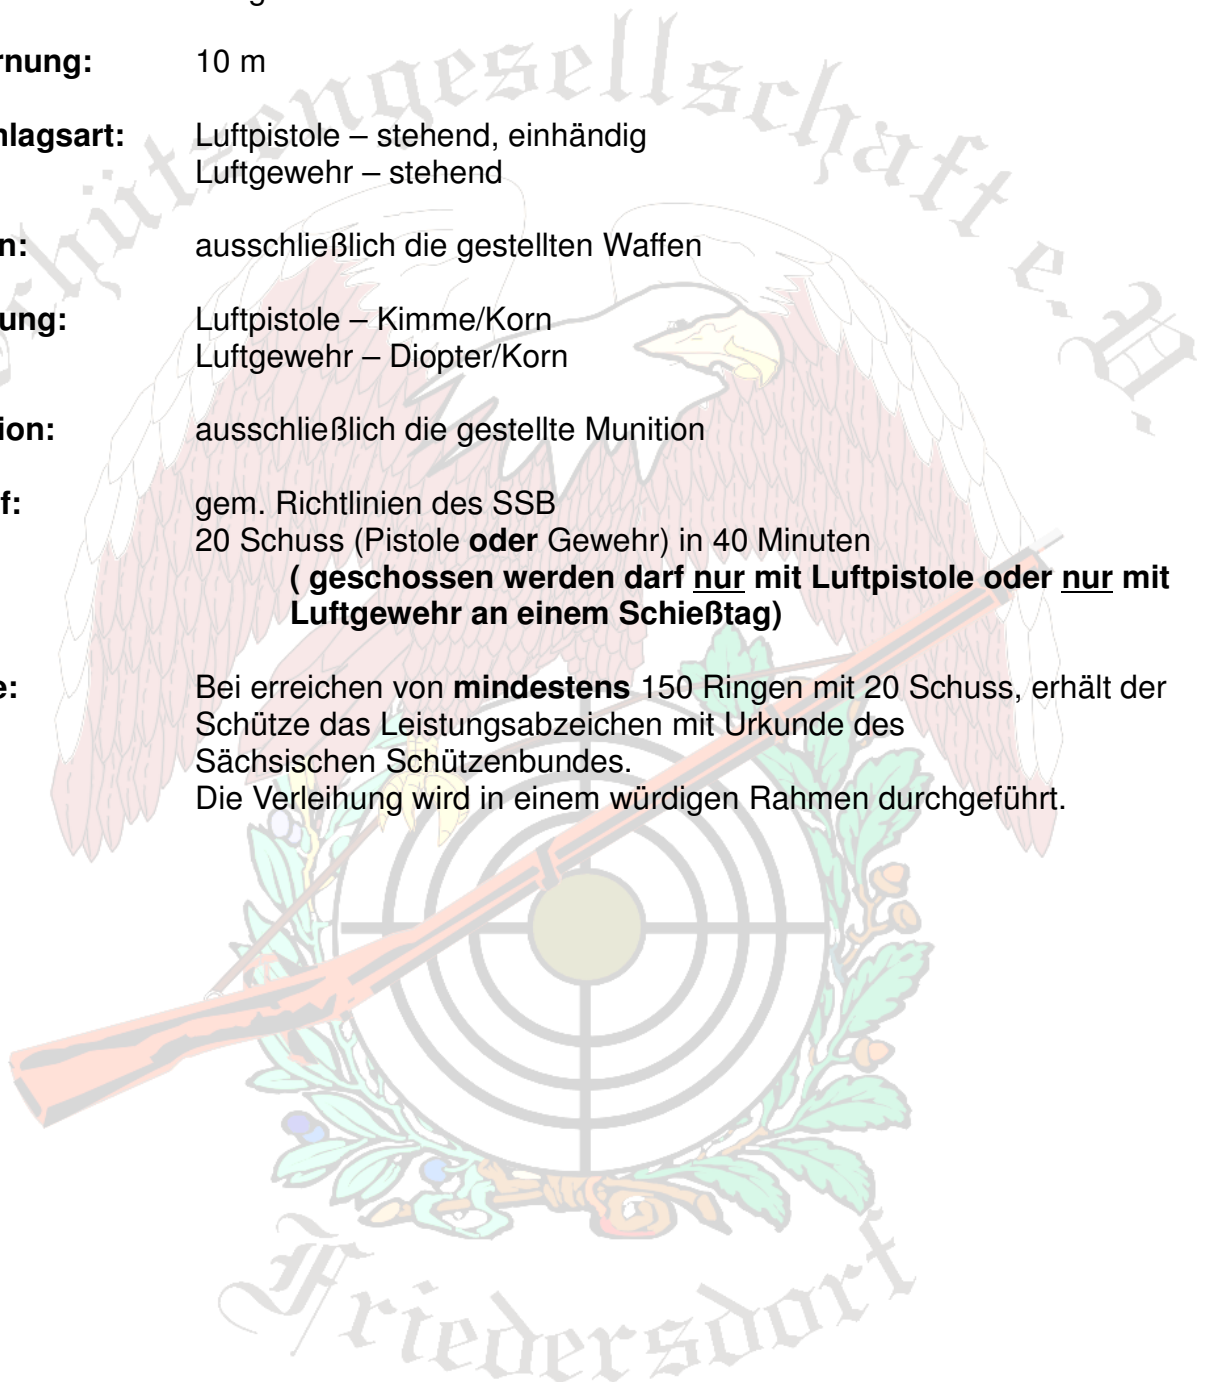 rnung: 10 m
hlagsart: Luftpistole – stehend, einhändig
Luftgewehr – stehend
n: ausschließlich die gestellten Waffen
ung: Luftpistole – Kimme/Korn
Luftgewehr – Diopter/Korn
ion: ausschließlich die gestellte Munition
f: gem. Richtlinien des SSB
20 Schuss (Pistole oder Gewehr) in 40 Minuten
( geschossen werden darf nur mit Luftpistole oder nur mit
Luftgewehr an einem Schießtag)
e: Bei erreichen von mindestens 150 Ringen mit 20 Schuss, erhält der
Schütze das Leistungsabzeichen mit Urkunde des
Sächsischen Schützenbundes.
Die Verleihung wird in einem würdigen Rahmen durchgeführt.
chützengesellschaft e. V.
Friedersdorf